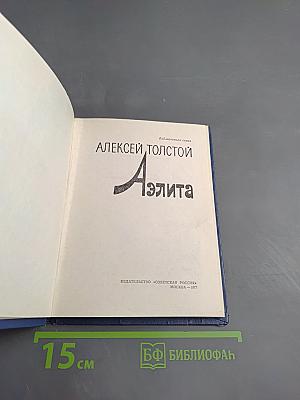 АЛЕКСЕЙ ТОЛСТОЙ
Аэлита
ИЗДАТЕЛЬСТВО «СОВЕТСКАЯ РОССИЯ»
МОСКВА —
15 см
БФ БИБЛИОФАН